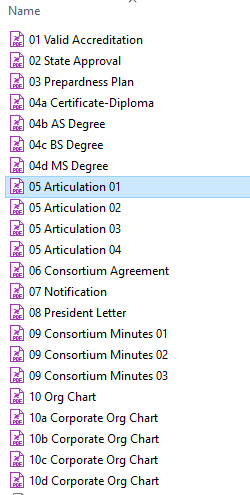 Name
01 Valid Accreditation
02 State Approval
03 Prepardness Plan
04a Certificate-Diploma
04b AS Degree
04c BS Degree
04d MS Degree
05 Articulation 01
05 Articulation 02
05 Articulation 03
05 Articulation 04
06 Consortium Agreement
07 Notification
08 President Letter
09 Consortium Minutes 01
09 Consortium Minutes 02
09 Consortium Minutes 03
10 Org Chart
10a Corporate Org Chart
10b Corporate Org Chart
10c Corporate Org Chart
10d Corporate Org Chart